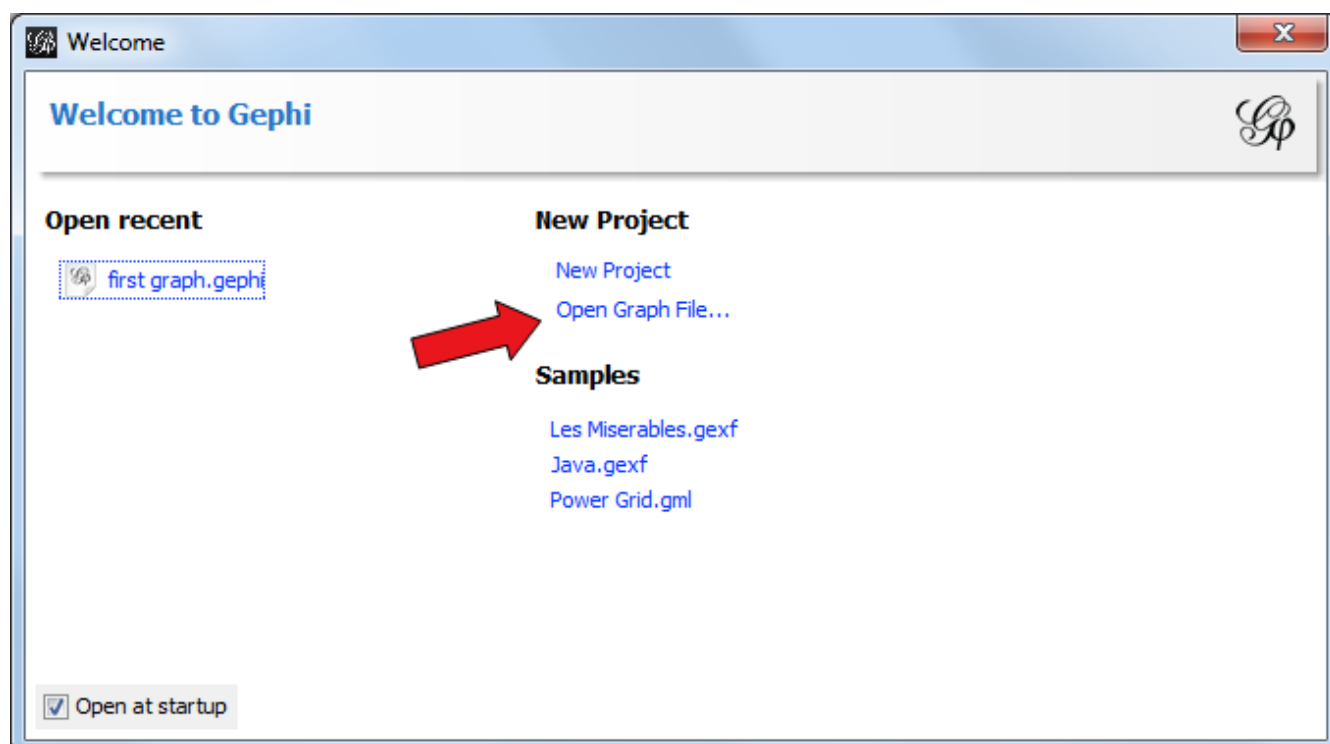 Welcome
Welcome to Gephi
Open recent
first graph.gephi
New Project
New Project
Open Graph File...
Samples
Les Miserables.gexf
Java.gexf
Power Grid.gml
Open at startup